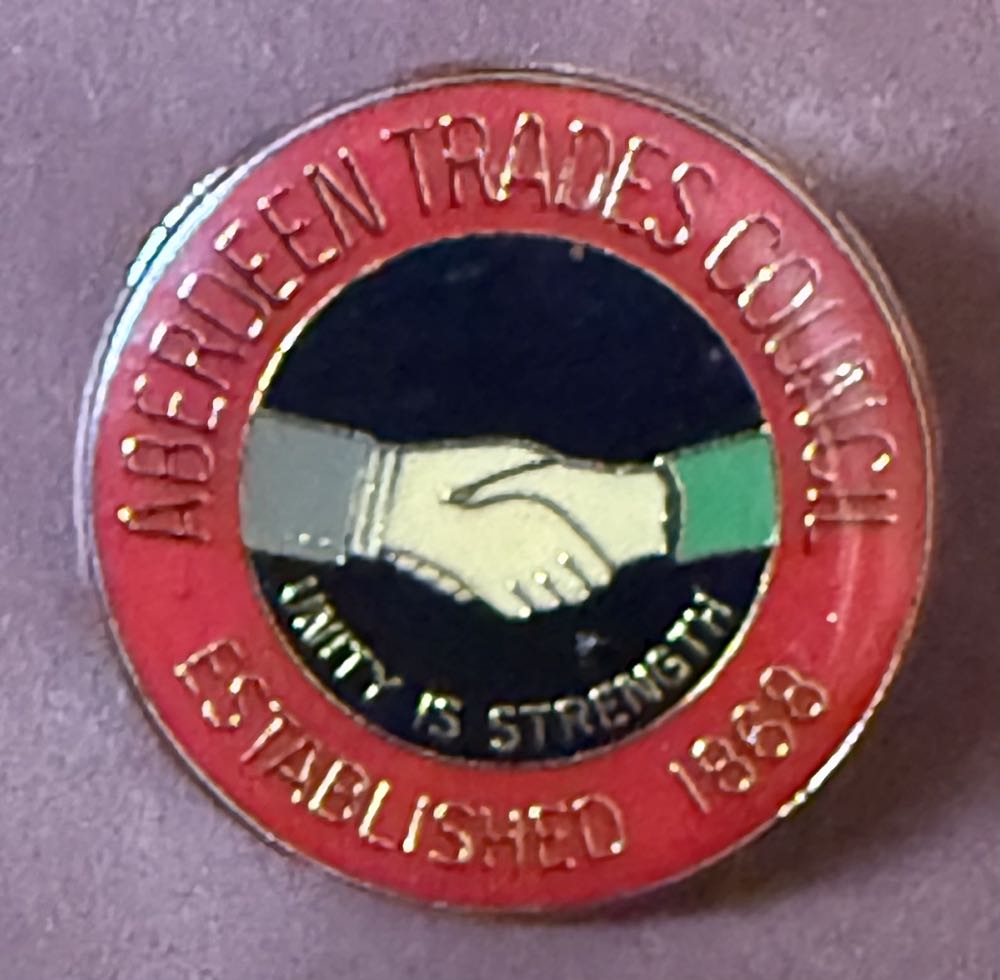 ABERDEEN TRADES COUNCIL
UNITY IS STRENGTH
ESTABLISHED 1868